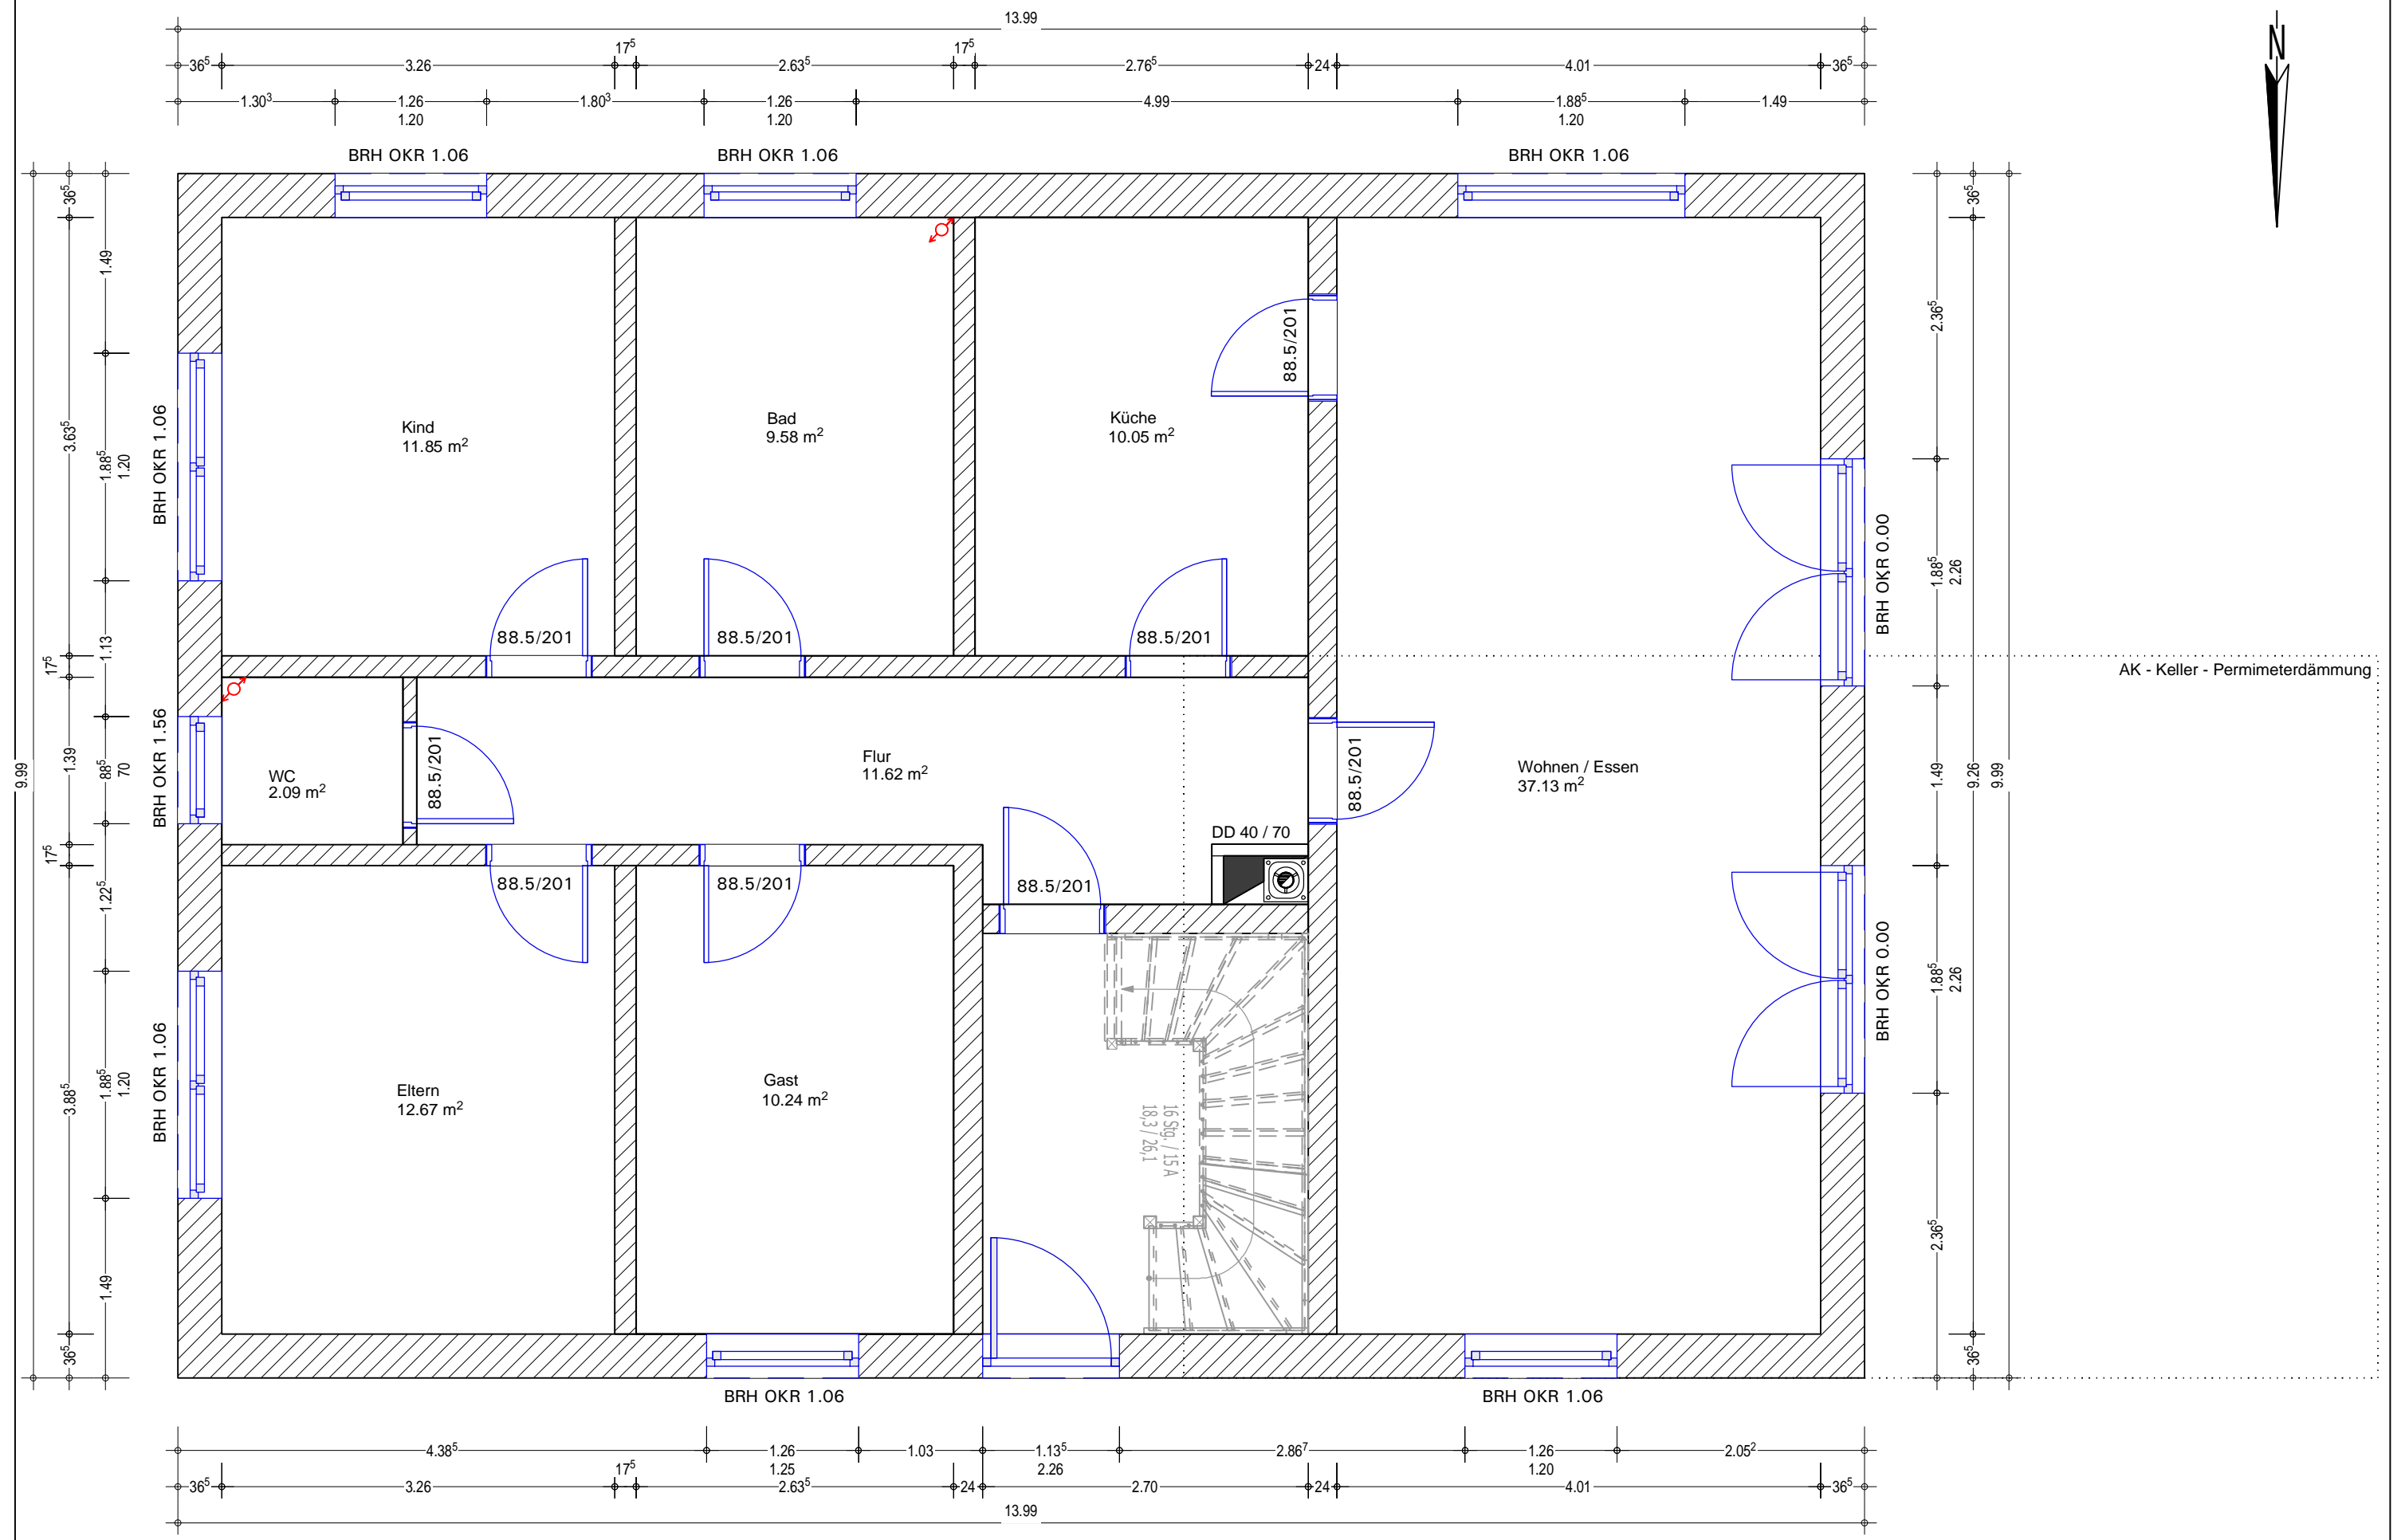 13.99
N
36⁵ 3.26 17⁵ 2.63⁵ 17⁵ 2.76⁵ 24 4.01 36⁵
1.30³ 1.26 1.80³ 1.26 4.99 1.88⁵ 1.49
1.20 1.20 1.20
BRH OKR 1.06 BRH OKR 1.06 BRH OKR 1.06
9.99
36⁵
3.63⁵
17⁵
1.39
17⁵
3.88⁵
36⁵
1.49
1.88⁵
1.20
1.13
88⁵
70
1.22⁵
1.88⁵
1.20
1.49
BRH OKR 1.06
BRH OKR 1.56
BRH OKR 1.06
Kind
11.85 m²
Bad
9.58 m²
Küche
10.05 m²
88.5/201
88.5/201
88.5/201
88.5/201
WC
2.09 m²
88.5/201
Flur
11.62 m²
88.5/201
Wohnen / Essen
37.13 m²
DD 40 / 70
88.5/201
88.5/201
88.5/201
Eltern
12.67 m²
Gast
10.24 m²
16 Stg. / 15 A
18,3 / 26,1
BRH OKR 0.00
BRH OKR 0.00
2.36⁵
1.88⁵
2.26
1.49
1.88⁵
2.26
2.36⁵
36⁵
9.26
36⁵
9.99
AK - Keller - Permimeterdämmung
BRH OKR 1.06 BRH OKR 1.06
4.38⁵ 1.26 1.03 1.13⁵ 2.86⁷ 1.26 2.05²
1.25 2.26 1.20
36⁵ 3.26 17⁵ 2.63⁵ 24 2.70 24 4.01 36⁵
13.99